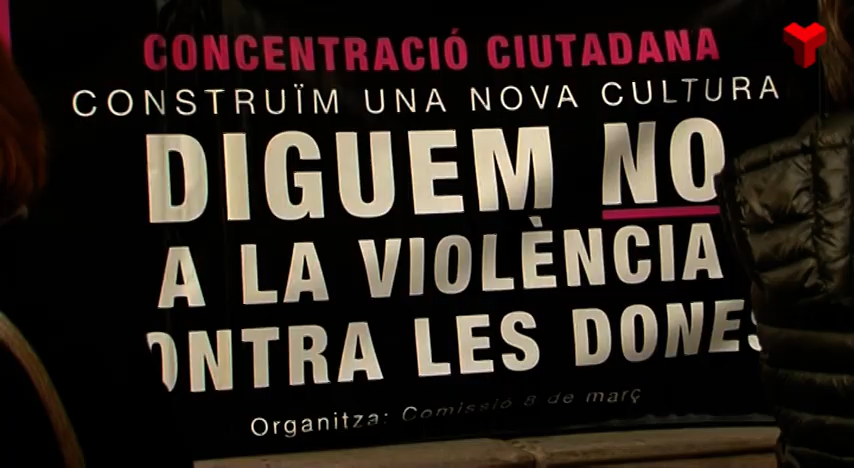 CONCENTRACIÓ CIUTADANA
CONSTRUÏM UNA NOVA CULTURA
DIGUEM NO
A LA VIOLÈNCIA
ONTRA LES DONES
Organitza: Comissió 8 de març